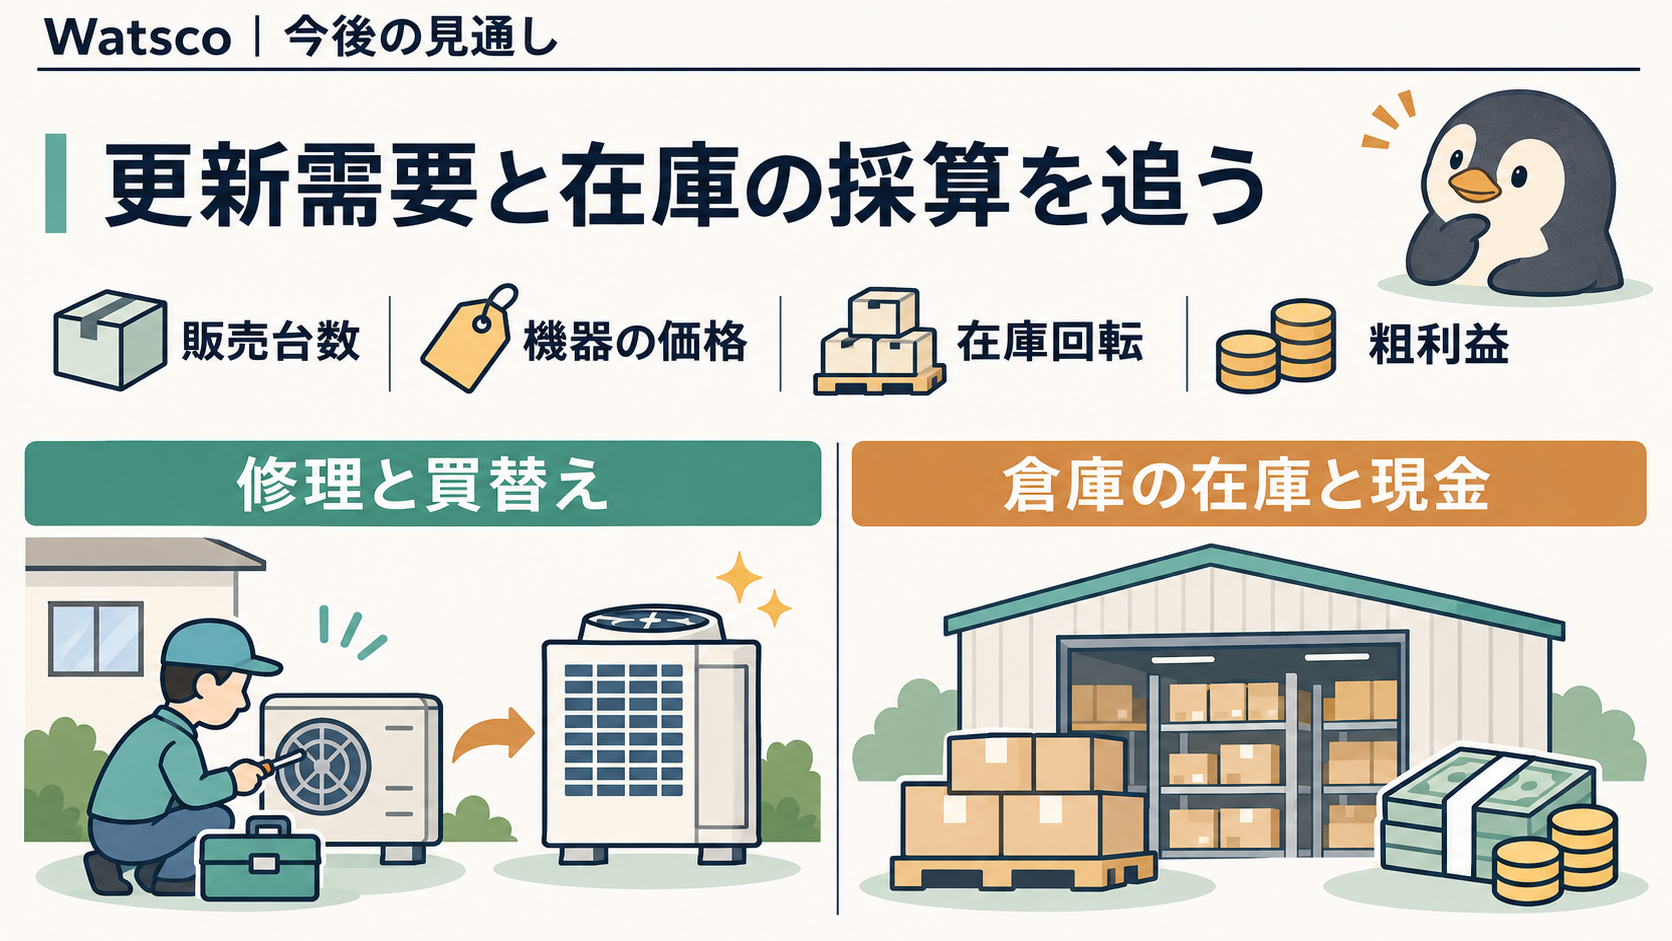 Watsco｜今後の見通し
更新需要と在庫の採算を追う
販売台数
機器の価格
在庫回転
粗利益
修理と買替え
倉庫の在庫と現金